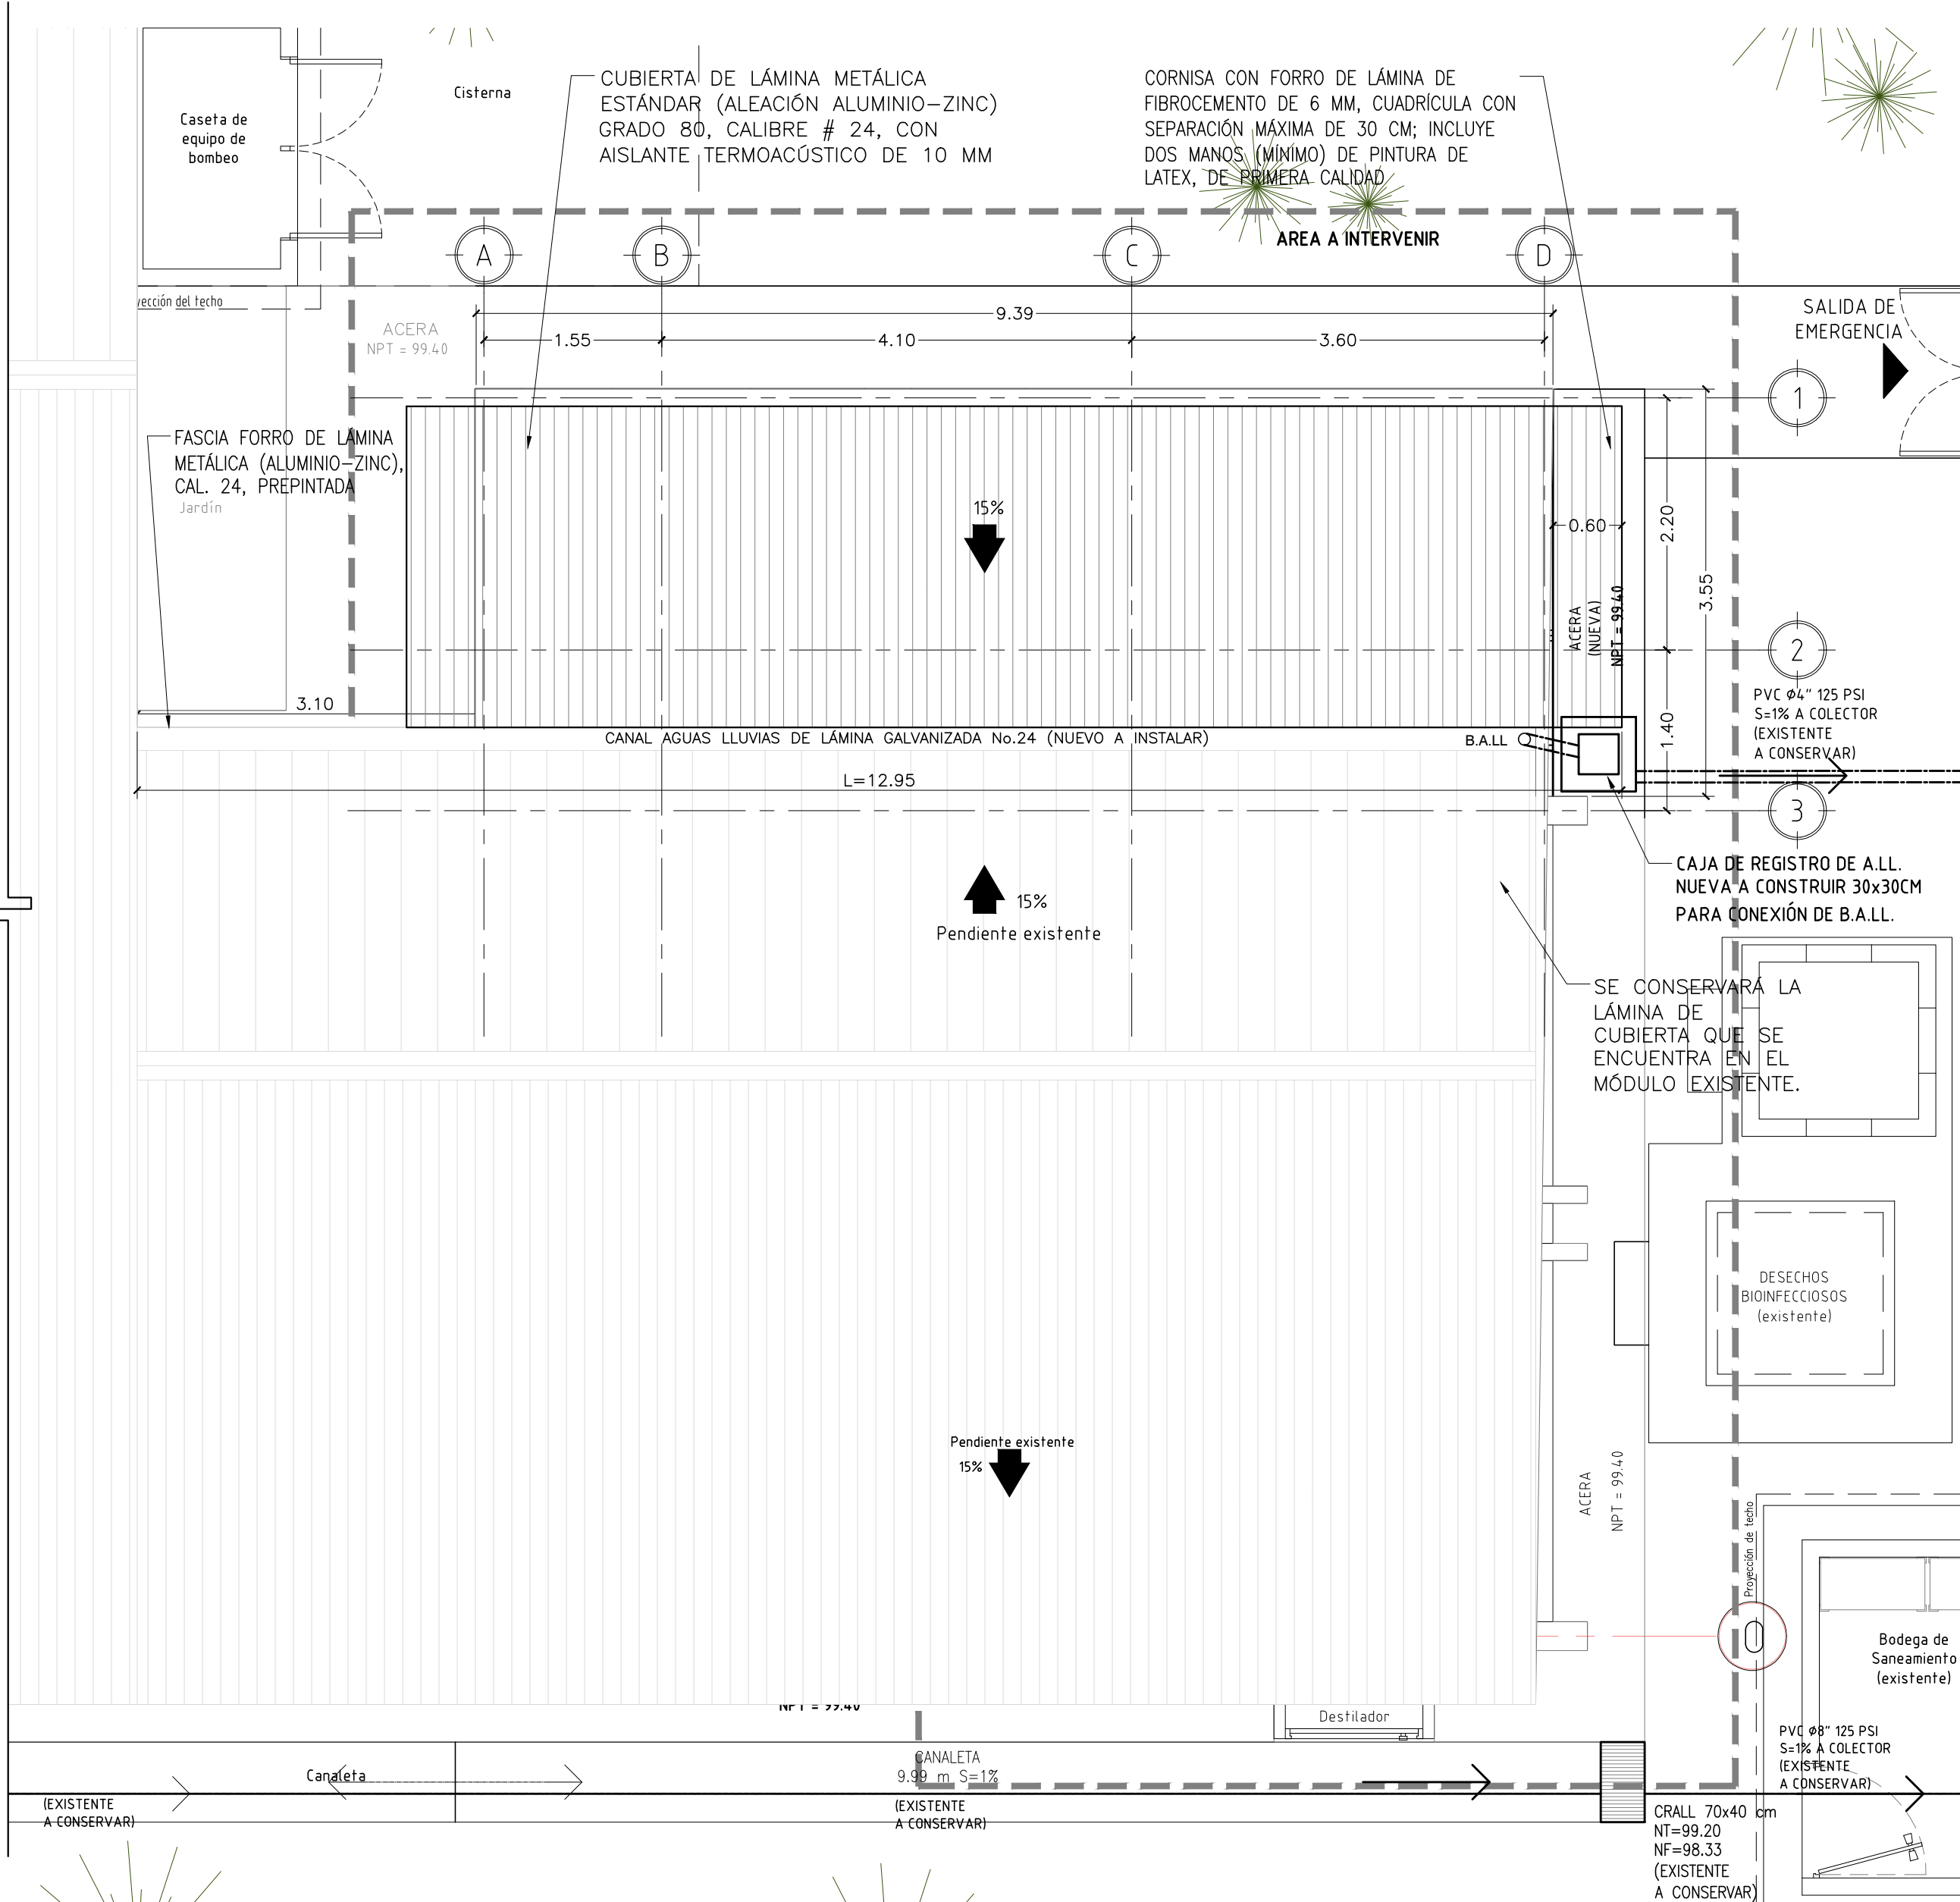 Caseta de
equipo de
bombeo
Cisterna
CUBIERTA DE LÁMINA METÁLICA
ESTÁNDAR (ALEACIÓN ALUMINIO-ZINC)
GRADO 80, CALIBRE # 24, CON
AISLANTE TERMOACÚSTICO DE 10 MM
CORNISA CON FORRO DE LÁMINA DE
FIBROCEMENTO DE 6 MM, CUADRÍCULA CON
SEPARACIÓN MÁXIMA DE 30 CM; INCLUYE
DOS MANOS (MÍNIMO) DE PINTURA DE
LATEX, DE PRIMERA CALIDAD
AREA A INTERVENIR
A
B
C
D
yección del techo
ACERA
NPT = 99.40
9.39
1.55
4.10
3.60
SALIDA DE
EMERGENCIA
1
FASCIA FORRO DE LÁMINA
METÁLICA (ALUMINIO-ZINC),
CAL. 24, PREPINTADA
Jardín
15%
0.60
2.20
3.55
ACERA
(NUEVA)
NPT = 99.40
2
3.10
PVC Ø4" 125 PSI
S=1% A COLECTOR
(EXISTENTE
A CONSERVAR)
1.40
CANAL AGUAS LLUVIAS DE LÁMINA GALVANIZADA No.24 (NUEVO A INSTALAR)
B.A.LL
L=12.95
3
CAJA DE REGISTRO DE A.LL.
NUEVA A CONSTRUIR 30x30CM
PARA CONEXIÓN DE B.A.LL.
15%
Pendiente existente
SE CONSERVARÁ LA
LÁMINA DE
CUBIERTA QUE SE
ENCUENTRA EN EL
MÓDULO EXISTENTE.
DESECHOS
BIOINFECCIOSOS
(existente)
Pendiente existente
15%
ACERA
NPT = 99.40
Proyección de techo
Bodega de
Saneamiento
(existente)
NPT = 99.40
Destilador
PVC Ø8" 125 PSI
S=1% A COLECTOR
(EXISTENTE
A CONSERVAR)
Canaleta
CANALETA
9.99 m S=1%
(EXISTENTE
A CONSERVAR)
(EXISTENTE
A CONSERVAR)
CRALL 70x40 cm
NT=99.20
NF=98.33
(EXISTENTE
A CONSERVAR)